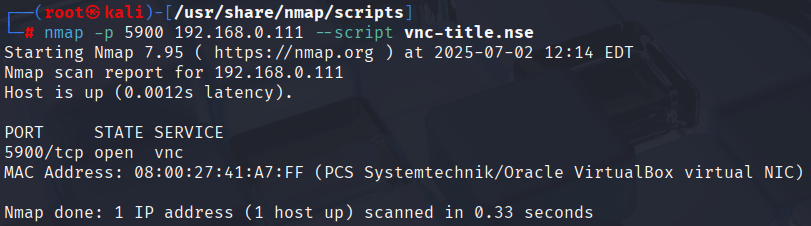 ┌──(root㉿kali)-[/usr/share/nmap/scripts]
└─# nmap -p 5900 192.168.0.111 --script vnc-title.nse
Starting Nmap 7.95 ( https://nmap.org ) at 2025-07-02 12:14 EDT
Nmap scan report for 192.168.0.111
Host is up (0.0012s latency).

PORT     STATE SERVICE
5900/tcp open  vnc
MAC Address: 08:00:27:41:A7:FF (PCS Systemtechnik/Oracle VirtualBox virtual NIC)

Nmap done: 1 IP address (1 host up) scanned in 0.33 seconds